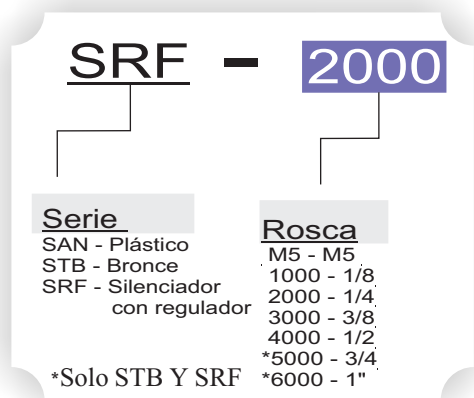 SRF - 2000
Serie
SAN - Plástico
STB - Bronce
SRF - Silenciador
con regulador
*Solo STB Y SRF
Rosca
M5 - M5
1000 - 1/8
2000 - 1/4
3000 - 3/8
4000 - 1/2
*5000 - 3/4
*6000 - 1"